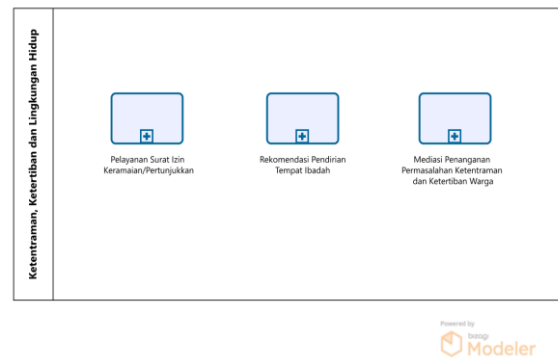 Ketentraman, Ketertiban dan Lingkungan Hidup
Pelayanan Surat Izin
Keramaian/Pertunjukkan
Rekomendasi Pendirian
Tempat Ibadah
Mediasi Penanganan
Permasalahan Ketentraman
dan Ketertiban Warga
Powered by
bizagi
Modeler